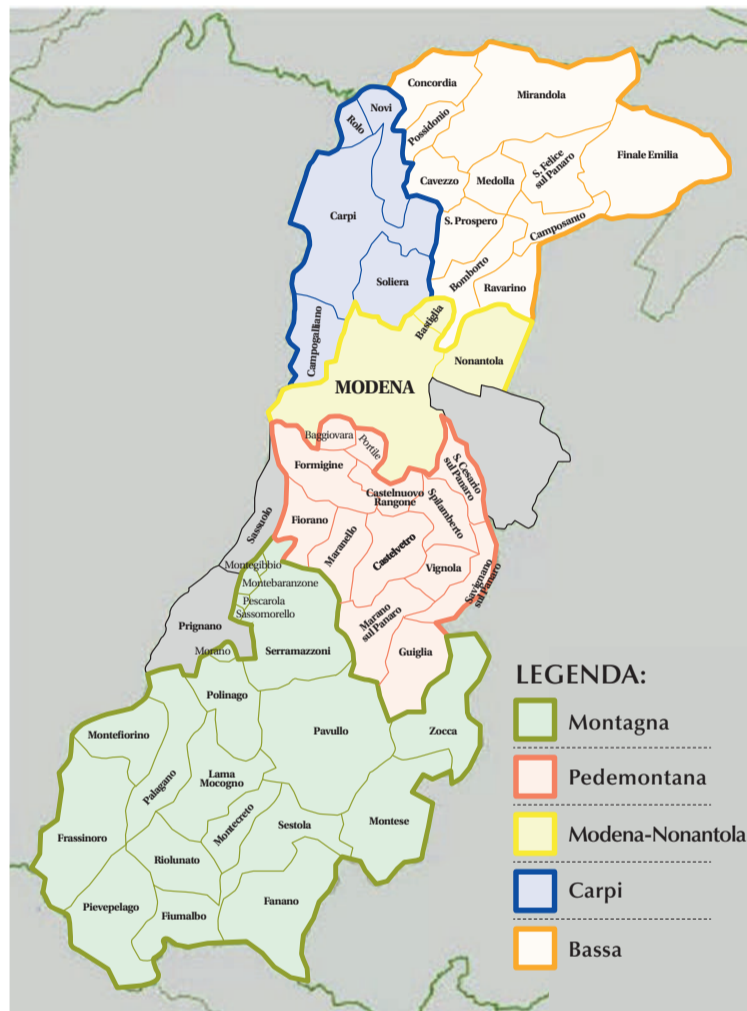 Concordia
Mirandola
Novi
Rolo
Possidonio
S. Felice
sul Panaro
Finale Emilia
Cavezzo
Medolla
Carpi
S. Prospero
Camposanto
Soliera
Bomborto
Ravarino
Campogalliano
Bastiglia
Nonantola
MODENA
Baggiovara
Portile
Formigine
S. Cesario
sul Panaro
Castelnuovo
Rangone
Spilamberto
Sassuolo
Fiorano
Maranello
Castelvetro
Vignola
Montegibbio
Montebaranzone
Savignano
sul Panaro
Pescarola
Sassomorello
Prignano
Marano
sul Panaro
Morano
Serramazzoni
Guiglia
Polinago
Montefiorino
Pavullo
Zocca
Palagano
Lama
Mocogno
Montecreto
Sestola
Montese
Frassinoro
Riolunato
Pievepelago
Fiumalbo
Fanano
LEGENDA:
Montagna
Pedemontana
Modena-Nonantola
Carpi
Bassa